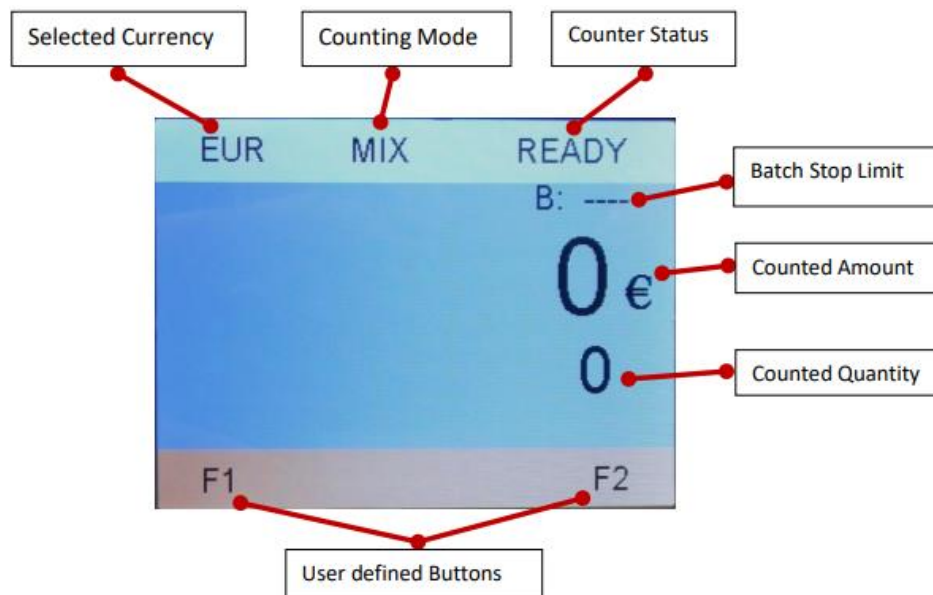 Selected Currency
Counting Mode
Counter Status
EUR MIX READY
B: ----
Batch Stop Limit
0 €
Counted Amount
0
Counted Quantity
F1 F2
User defined Buttons